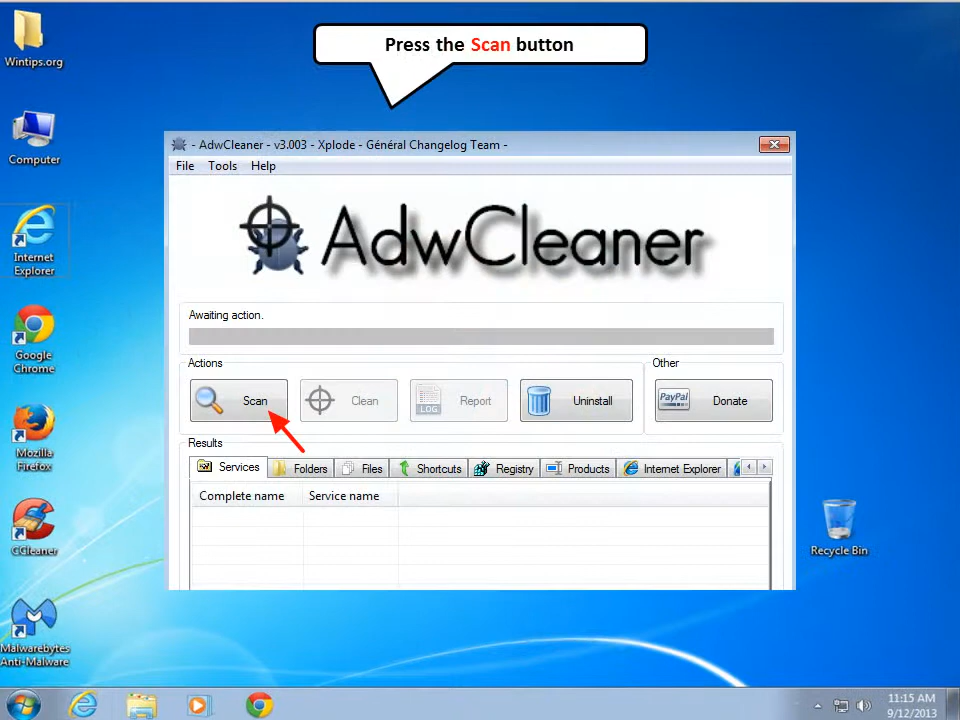 Press the Scan button
Wintips.org
Computer
Internet
Explorer
Google
Chrome
Mozilla
Firefox
CCleaner
Malwarebytes
Anti-Malware
- AdwCleaner - v3.003 - Xplode - Général Changelog Team -
File Tools Help
AdwCleaner
Awaiting action.
Actions
Other
Scan
Clean
LOG
Report
Uninstall
PayPal
Donate
Results
Services Folders Files Shortcuts Registry Products Internet Explorer
Complete name Service name
Recycle Bin
11:15 AM
9/12/2013